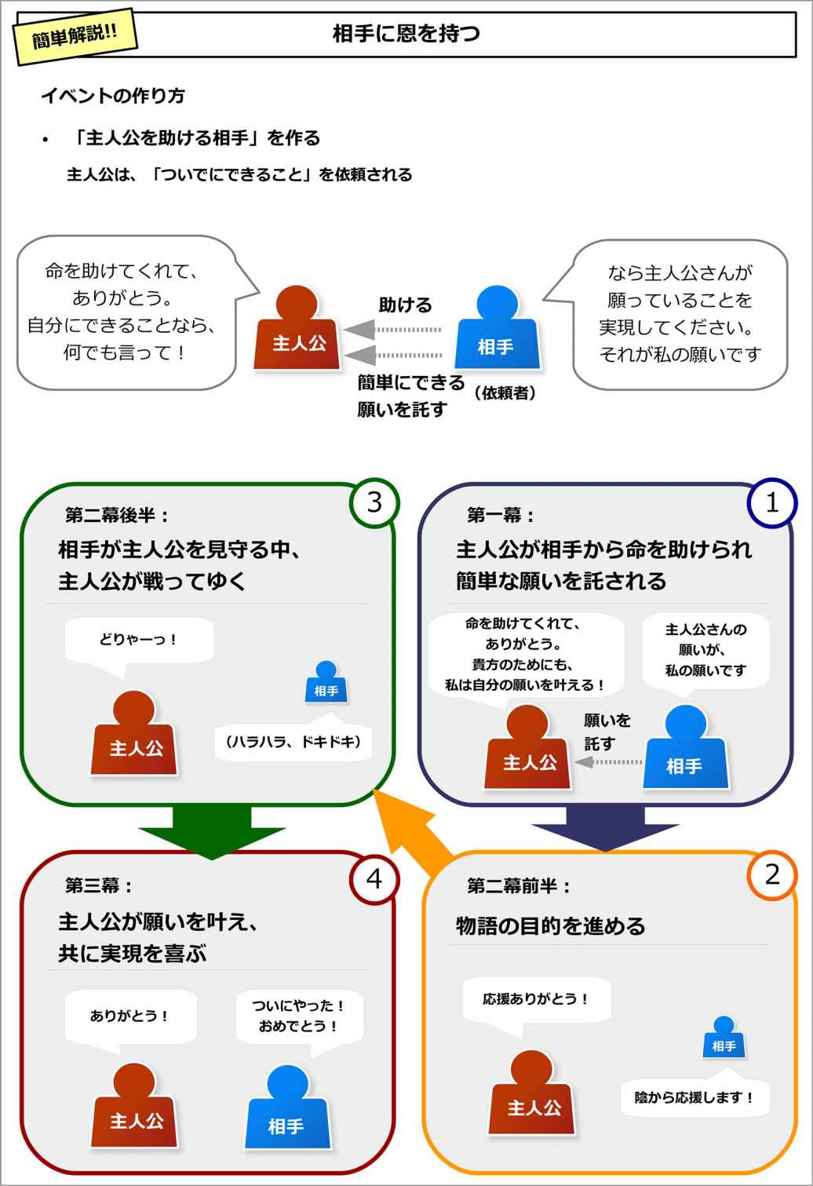 簡単解説!!
相手に恩を持つ
イベントの作り方
・ 「主人公を助ける相手」を作る
主人公は、「ついでにできること」を依頼される
命を助けてくれて、
ありがとう。
自分にできることなら、
何でも言って！
主人公
助ける
簡単にできる
願いを託す
相手
（依頼者）
なら主人公さんが
願っていることを
実現してください。
それが私の願いです
1
第一幕：
主人公が相手から命を助けられ
簡単な願いを託される
命を助けてくれて、
ありがとう。
貴方のためにも、
私は自分の願いを叶える！
主人公さんの
願いが、
私の願いです
主人公
願いを
託す
相手
2
第二幕前半：
物語の目的を進める
応援ありがとう！
主人公
相手
陰から応援します！
3
第二幕後半：
相手が主人公を見守る中、
主人公が戦ってゆく
どりゃーっ！
主人公
相手
（ハラハラ、ドキドキ）
4
第三幕：
主人公が願いを叶え、
共に実現を喜ぶ
ありがとう！
ついにやった！
おめでとう！
主人公
相手